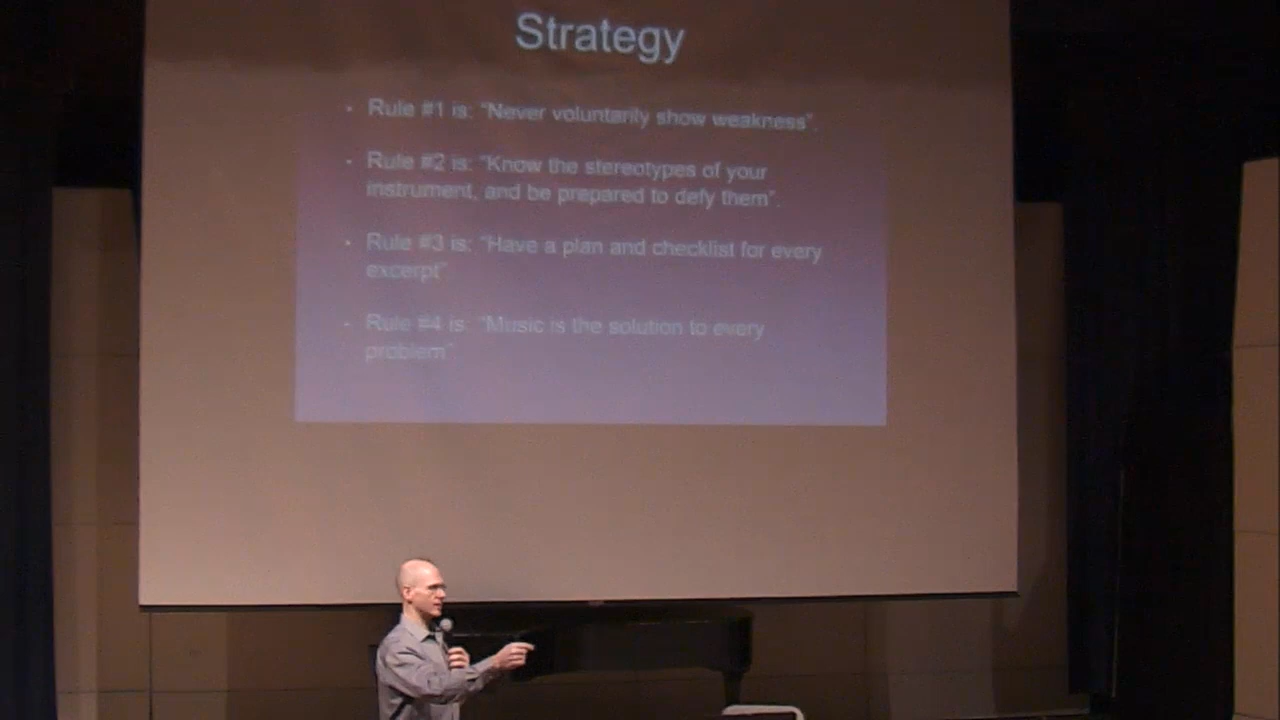 Strategy
• Rule #1 is: “Never voluntarily show weakness”.
• Rule #2 is: “Know the stereotypes of your
instrument, and be prepared to defy them”.
• Rule #3 is: “Have a plan and checklist for every
excerpt”
• Rule #4 is: “Music is the solution to every
problem”